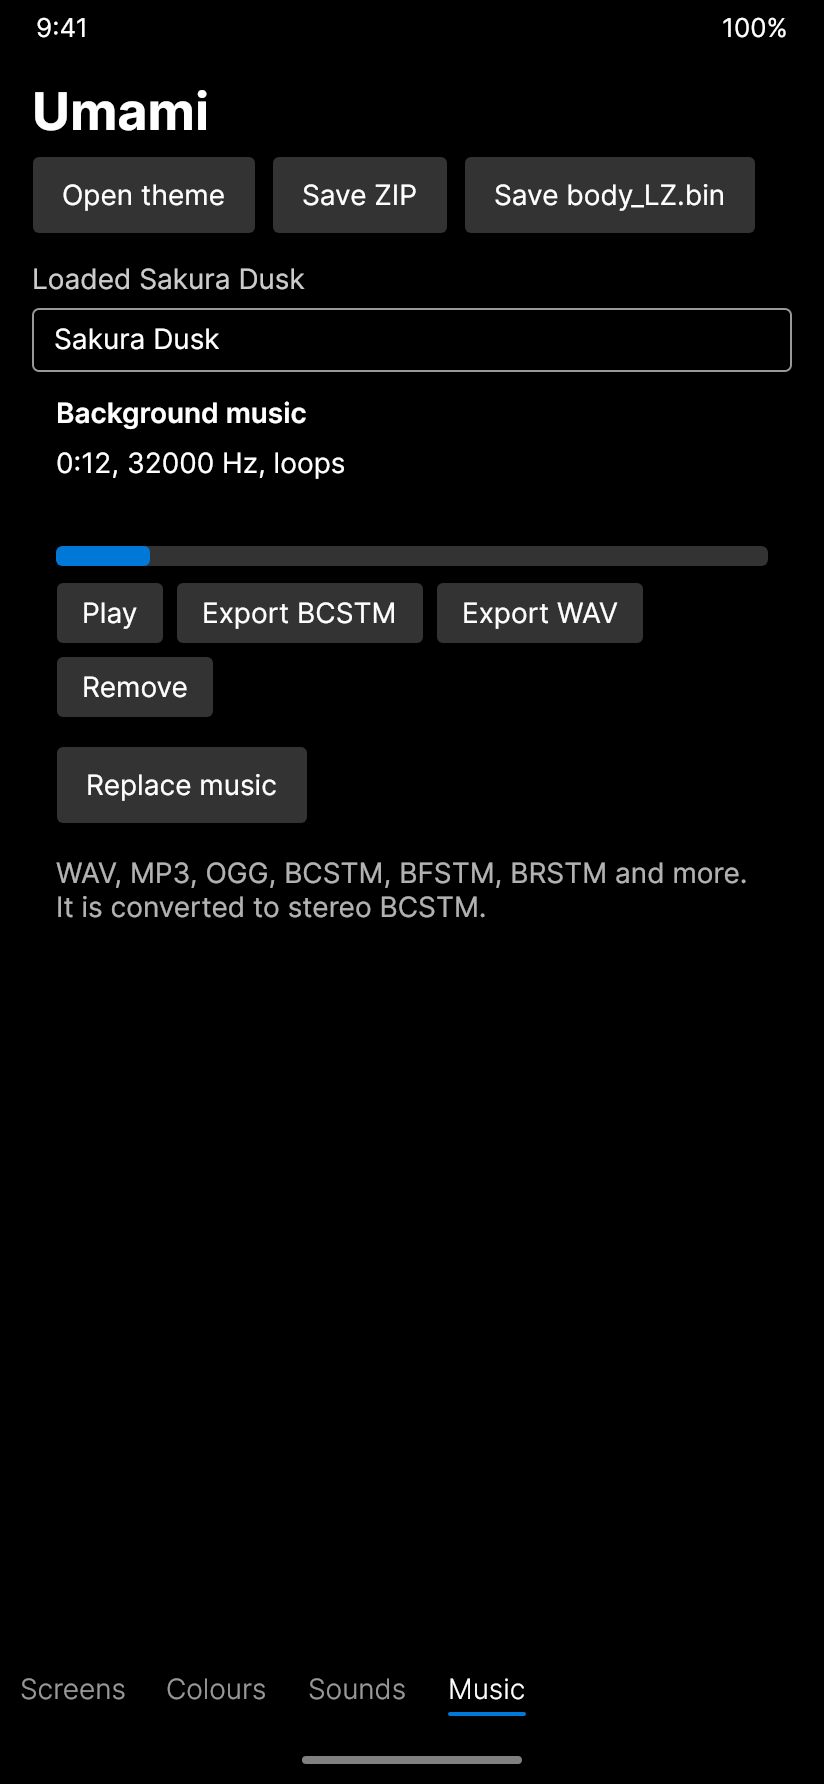 9:41 100%
Umami
Open theme Save ZIP Save body_LZ.bin
Loaded Sakura Dusk
Sakura Dusk
Background music
0:12, 32000 Hz, loops
Play Export BCSTM Export WAV
Remove
Replace music
WAV, MP3, OGG, BCSTM, BFSTM, BRSTM and more.
It is converted to stereo BCSTM.
Screens Colours Sounds Music